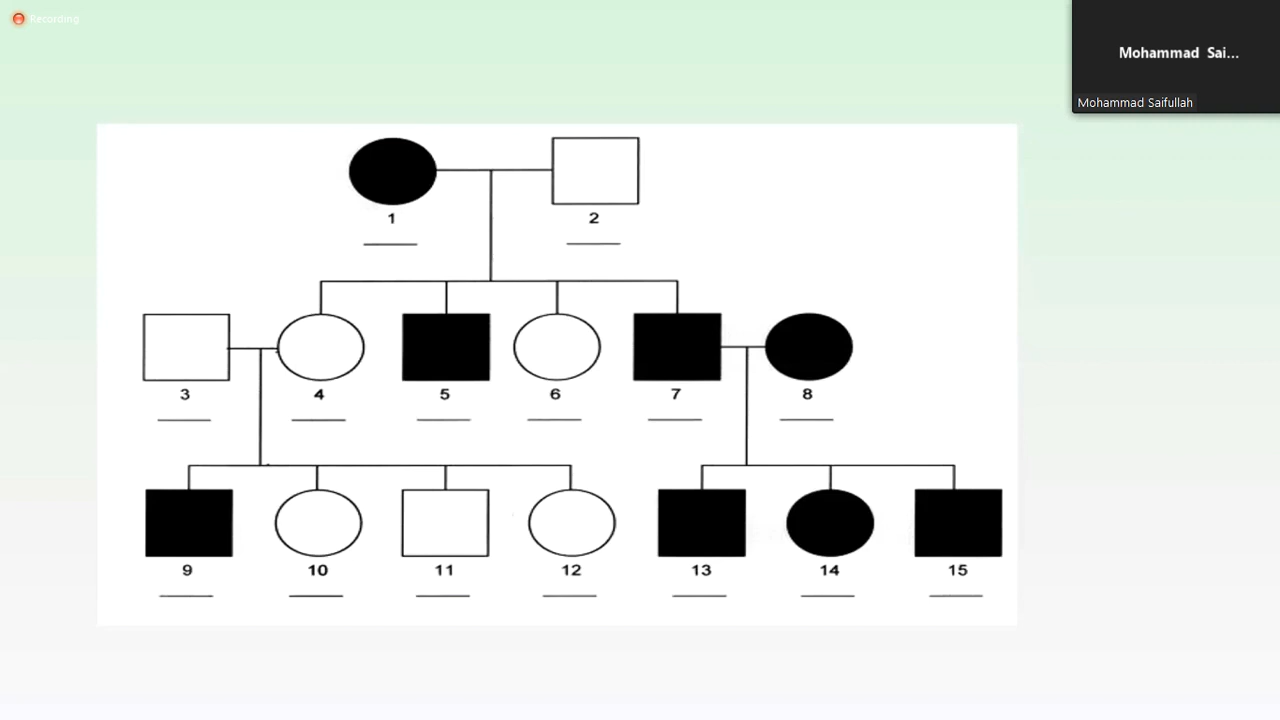 Recording
Mohammad Sai...
Mohammad Saifullah
1 2
3 4 5 6 7 8
9 10 11 12 13 14 15